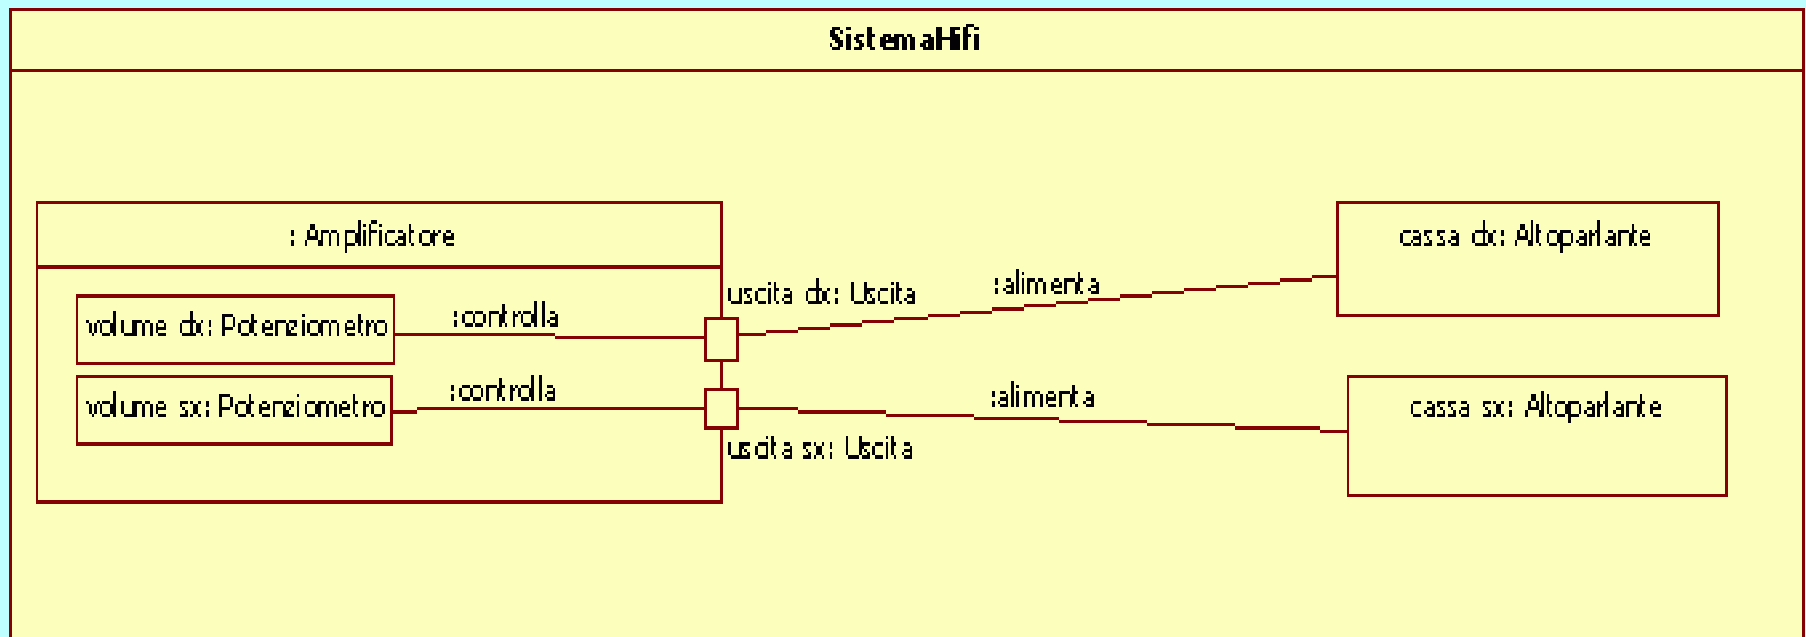 SistemaHifi
: Amplificatore
cassa dx: Altoparlante
uscita dx: Uscita
:alimenta
volume dx: Potenziometro
:controlla
volume sx: Potenziometro
:controlla
:alimenta
cassa sx: Altoparlante
uscita sx: Uscita